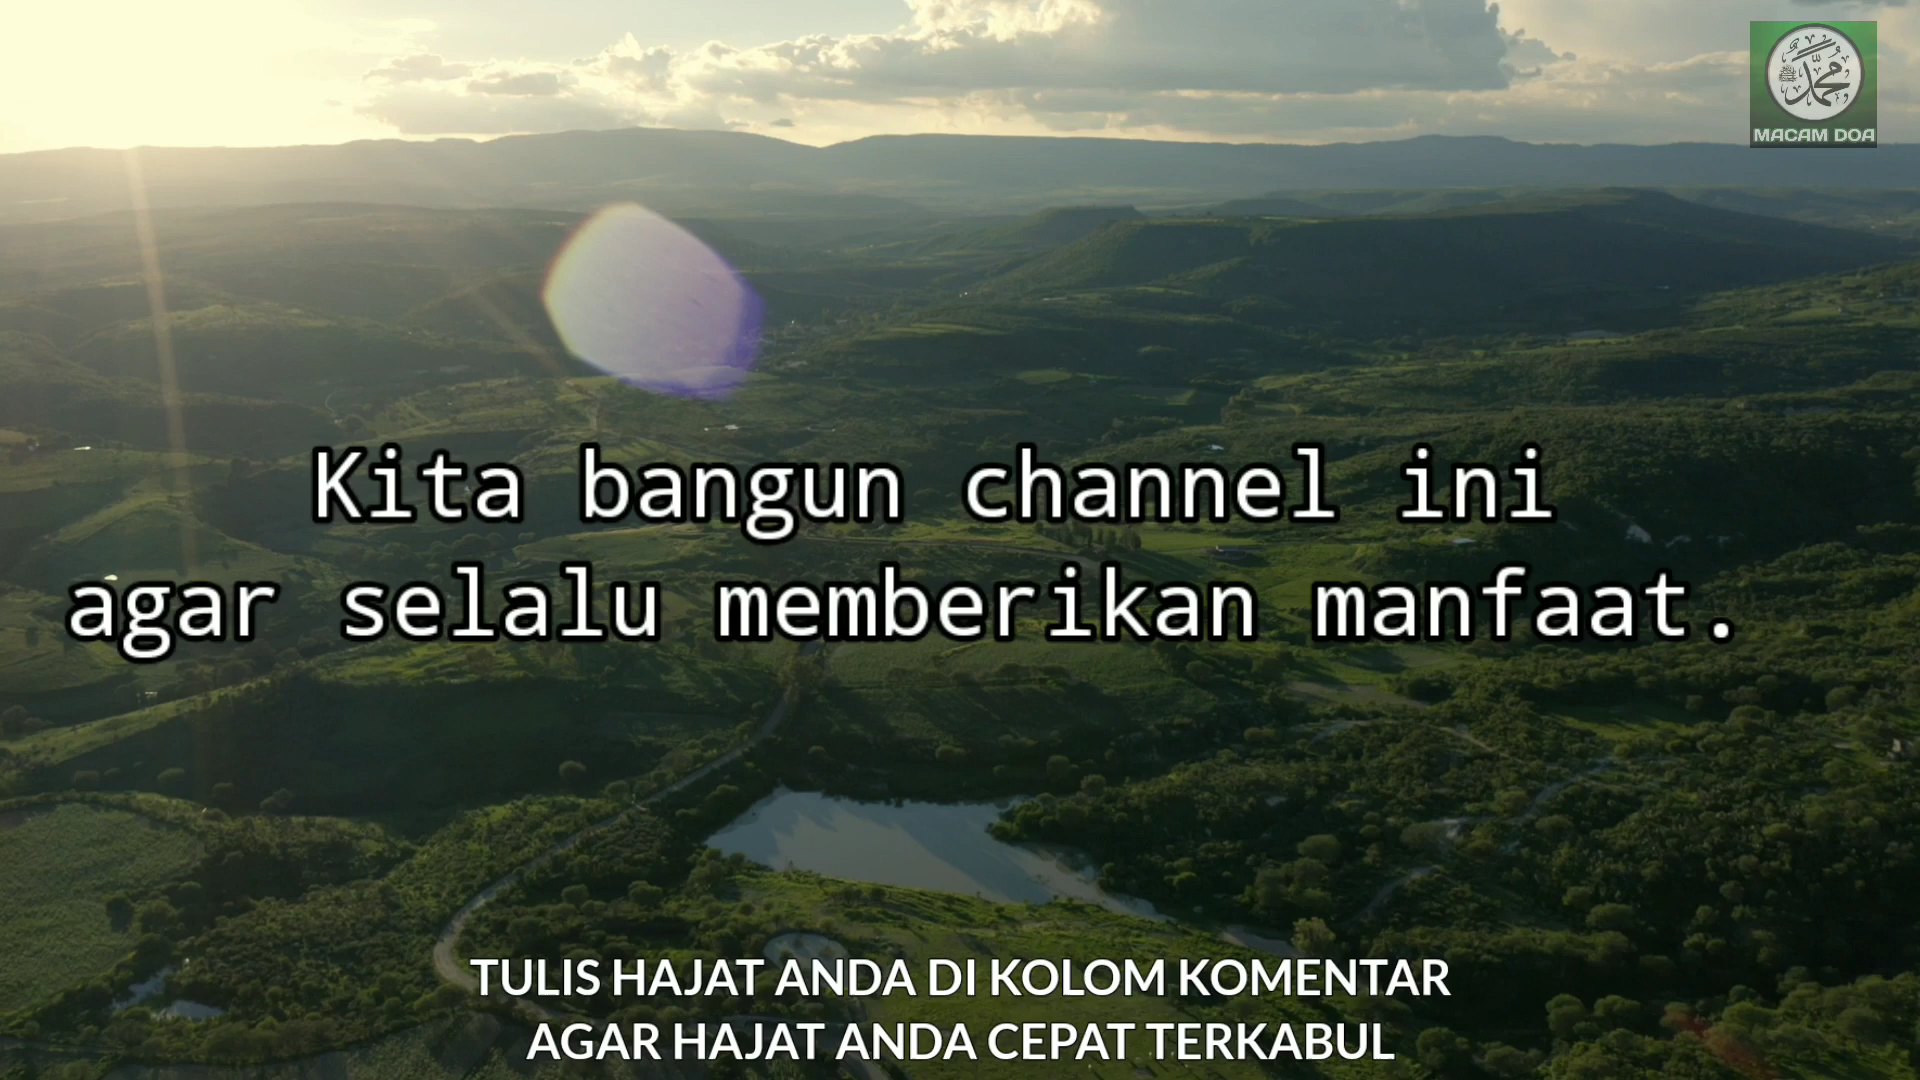 محمد
MACAM DOA
Kita bangun channel ini
agar selalu memberikan manfaat.
TULIS HAJAT ANDA DI KOLOM KOMENTAR
AGAR HAJAT ANDA CEPAT TERKABUL